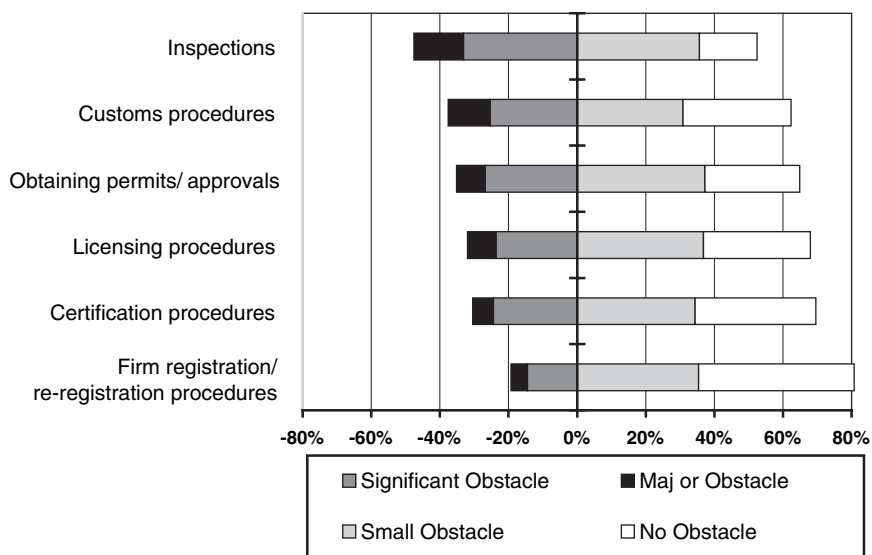 Inspections
Customs procedures
Obtaining permits/ approvals
Licensing procedures
Certification procedures
Firm registration/
re-registration procedures
-80% -60% -40% -20% 0% 20% 40% 60% 80%
Significant Obstacle Maj or Obstacle
Small Obstacle No Obstacle